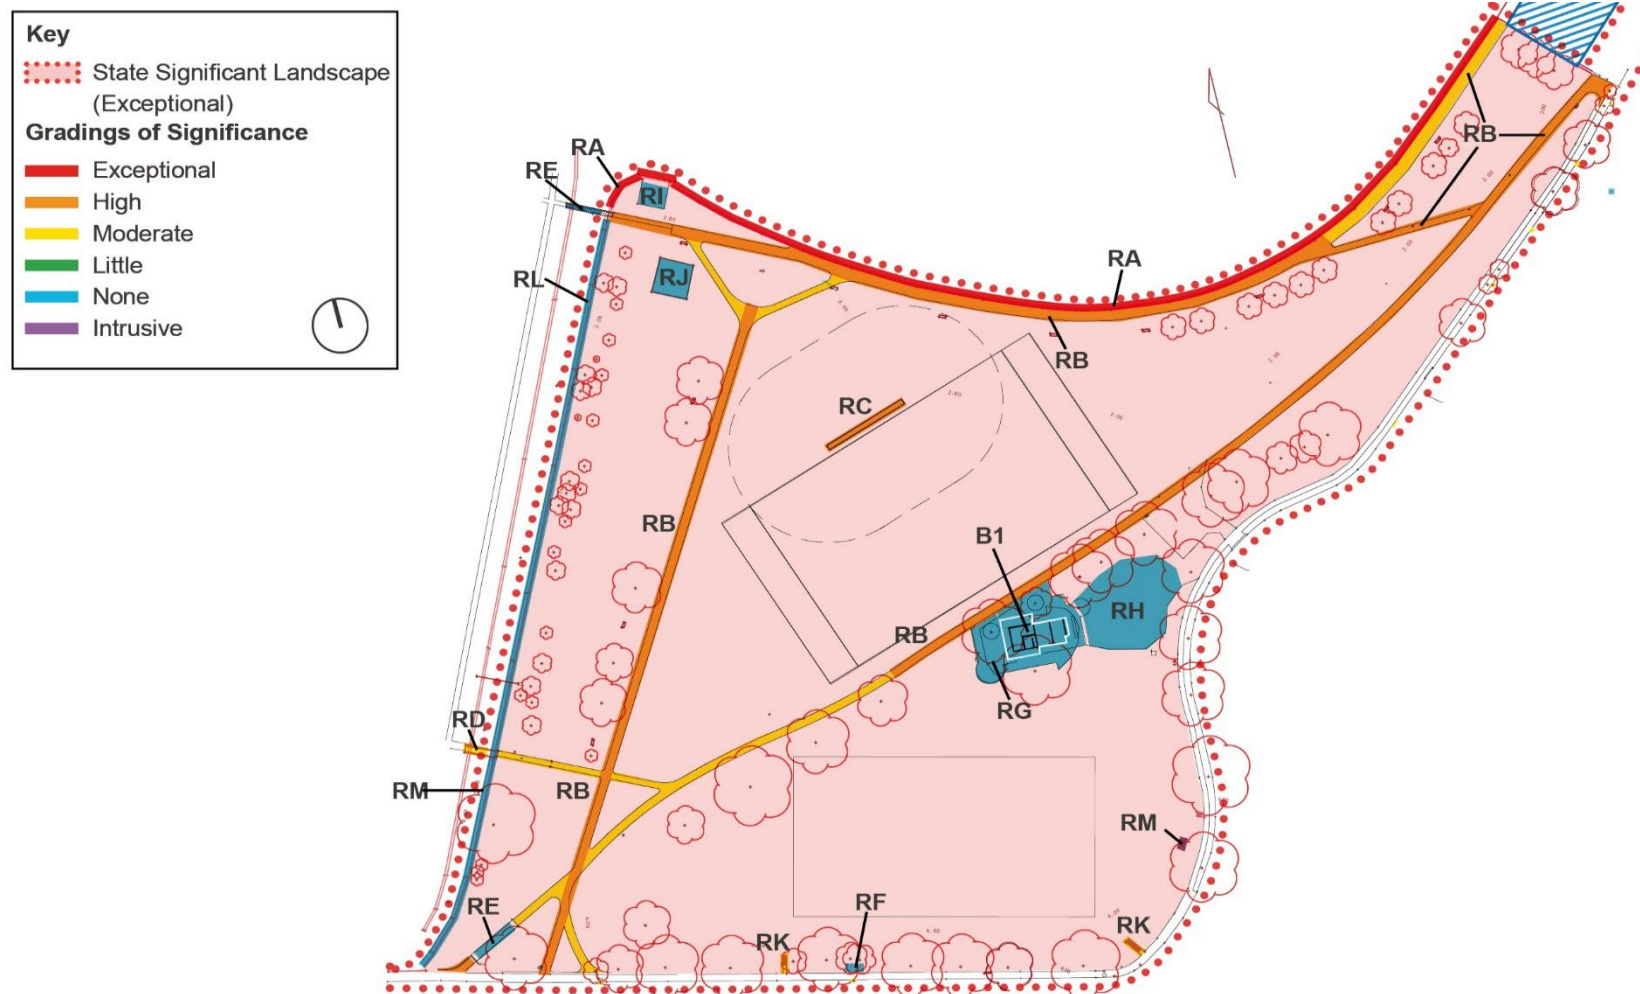 Key
State Significant Landscape
(Exceptional)
Gradings of Significance
Exceptional
High
Moderate
Little
None
Intrusive
RB
RA
RE
RI
RA
RL
RJ
RB
RC
RB
B1
RH
RB
RG
RD
RM
RB
RM
RE
RF
RK
RK